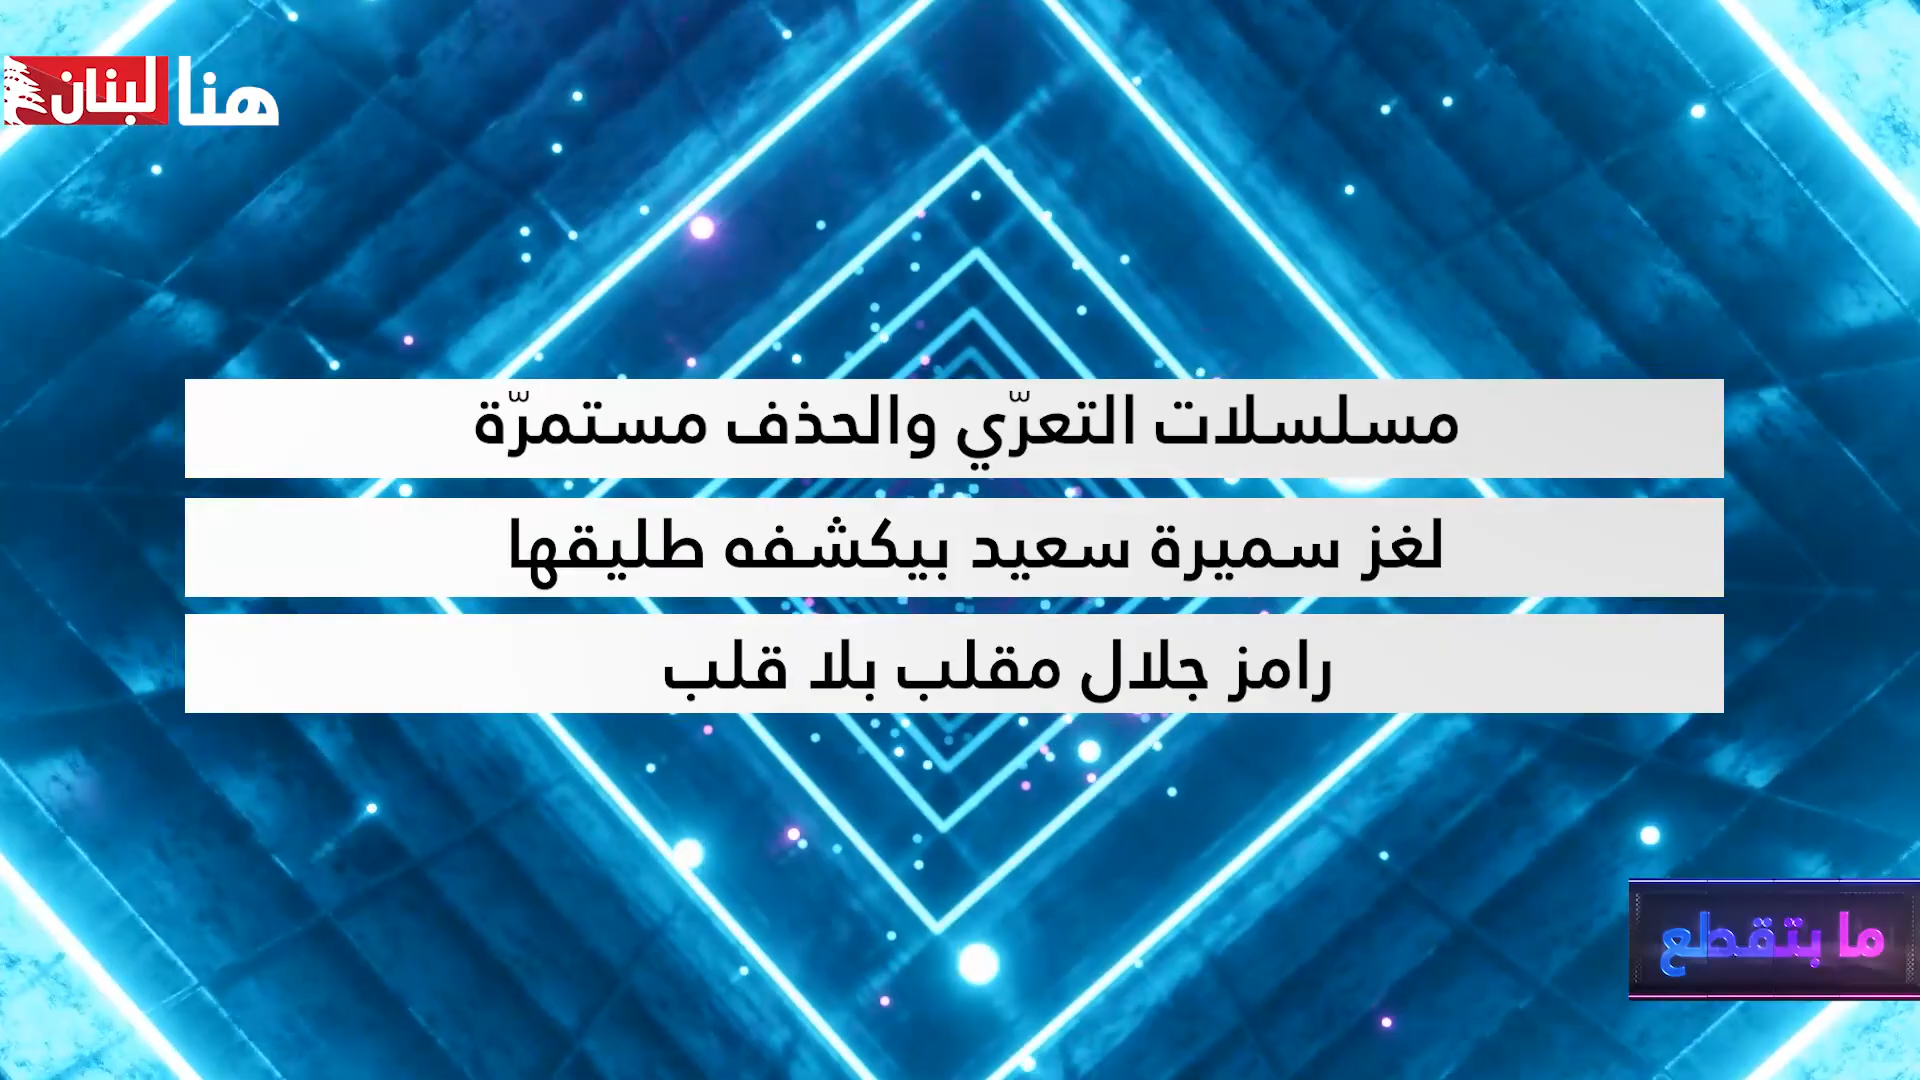 هنا لبنان
مسلسلات التعرّي والحذف مستمرّة
لغز سميرة سعيد بيكشفه طليقها
رامز جلال مقلب بلا قلب
ما بتقطع